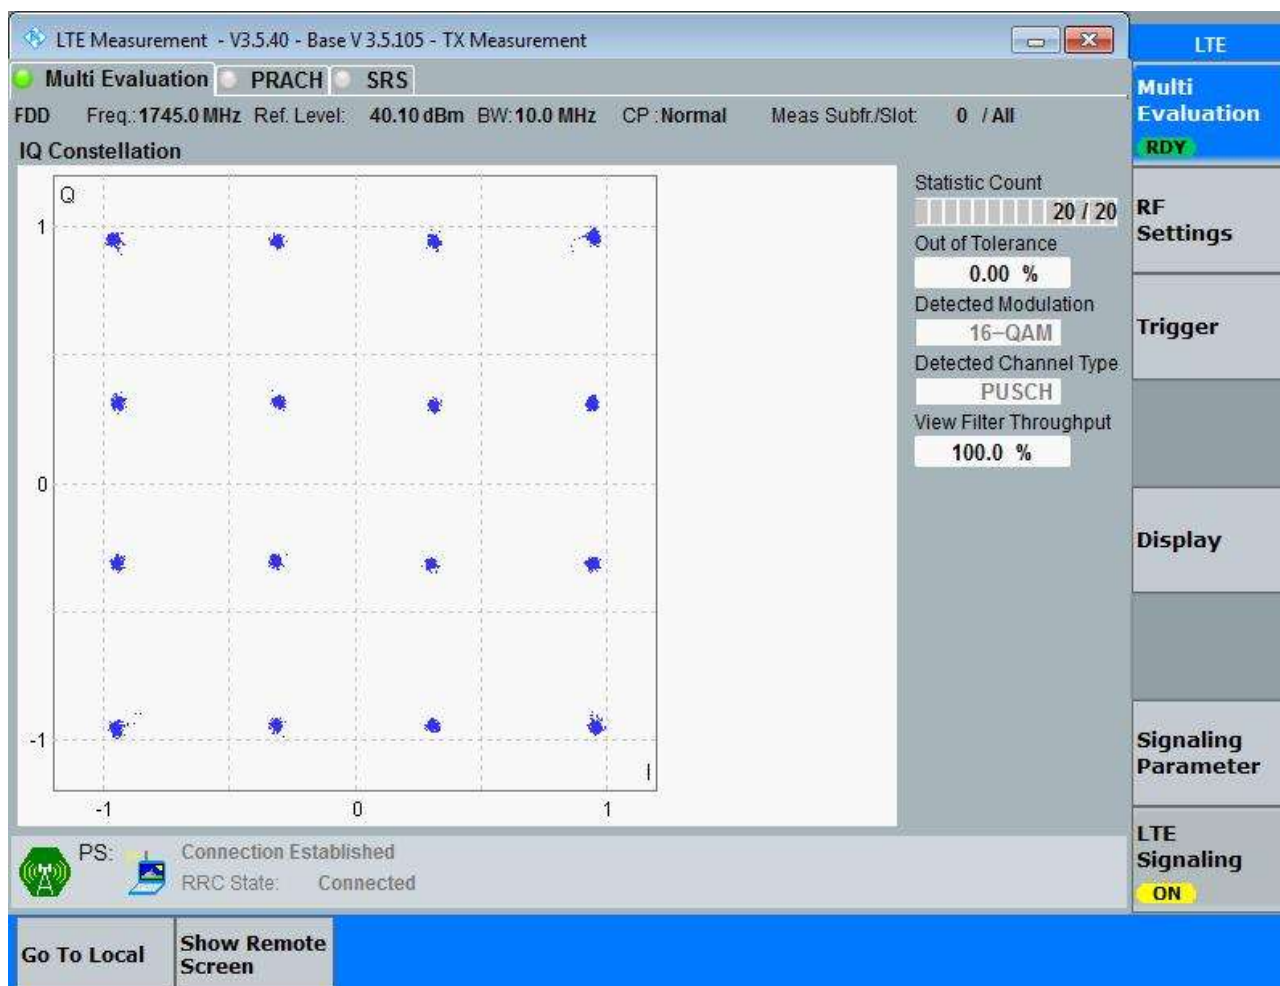 LTE Measurement - V3.5.40 - Base V 3.5.105 - TX Measurement
LTE
Multi Evaluation PRACH SRS
FDD Freq.: 1745.0 MHz Ref. Level: 40.10 dBm BW: 10.0 MHz CP : Normal Meas Subfr./Slot: 0 / All
IQ Constellation
Q
1
0
-1
I
-1 0 1
Statistic Count
20 / 20
Out of Tolerance
0.00 %
Detected Modulation
16-QAM
Detected Channel Type
PUSCH
View Filter Throughput
100.0 %
Multi
Evaluation
RDY
RF
Settings
Trigger
Display
Signaling
Parameter
LTE
Signaling
ON
PS: Connection Established
RRC State: Connected
Go To Local
Show Remote
Screen